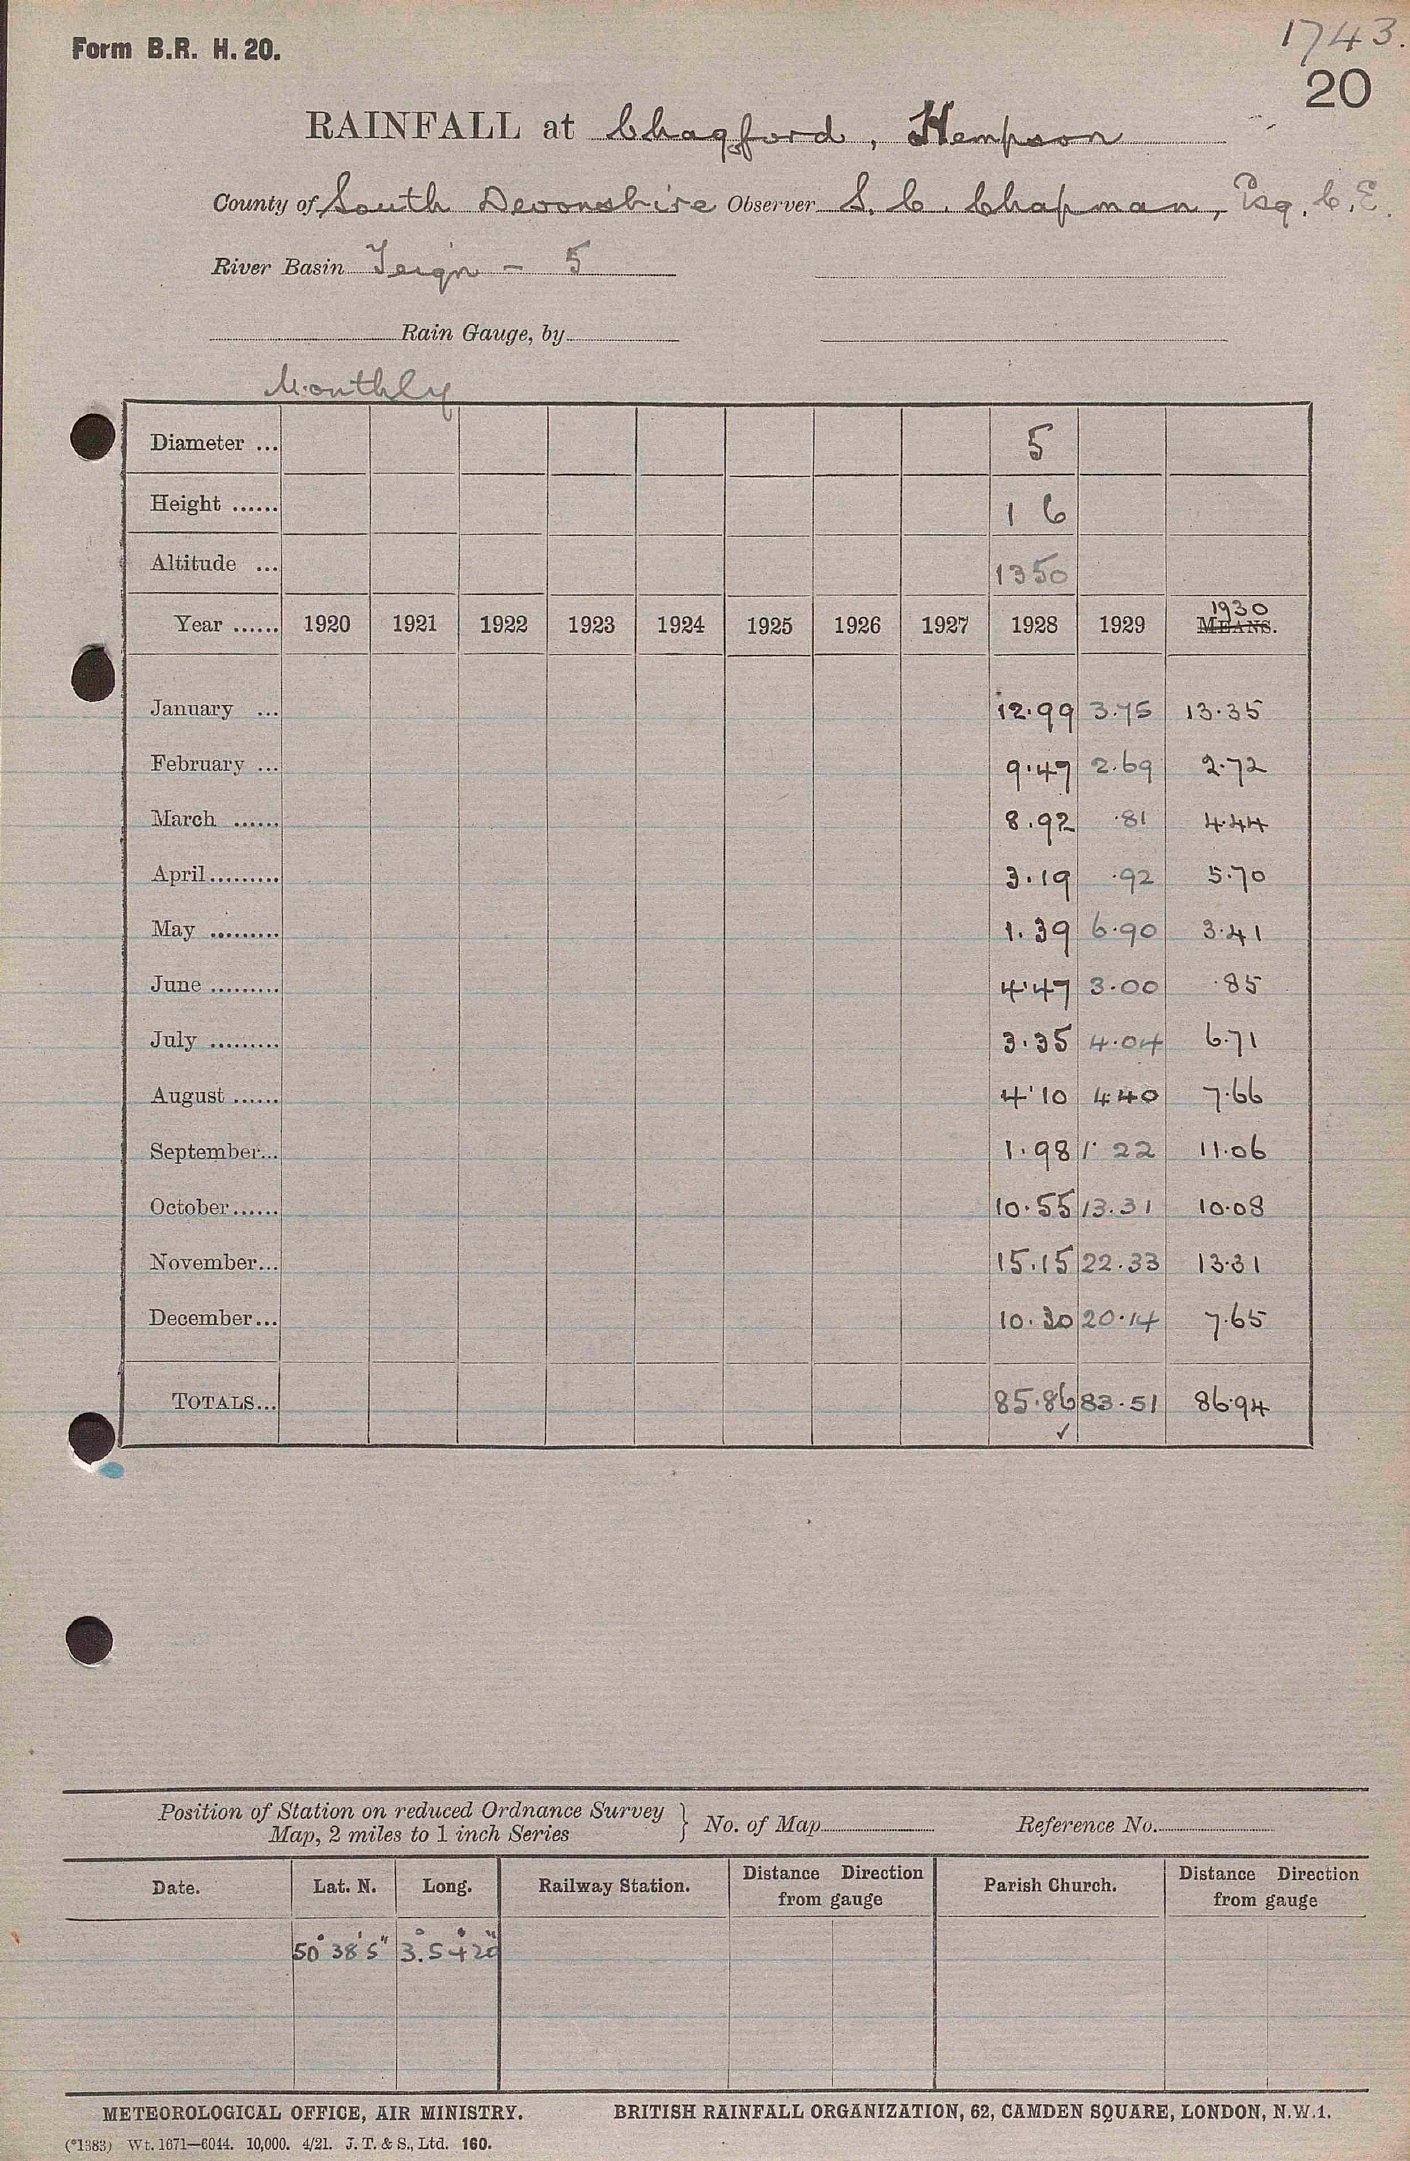 Form B.R. H. 20.
1743.
20
RAINFALL at Chagford, Hempson
County of South Devonshire Observer S. C. Chapman, Esq. C.E.
River Basin Teign - 5
Rain Gauge, by
Monthly
Diameter ... 5
Height ...... 1 6
Altitude ... 1350
Year ...... 1920 1921 1922 1923 1924 1925 1926 1927 1928 1929 1930 MEANS.
January ... 12.99 3.75 13.35
February ... 9.47 2.69 2.72
March ...... 8.92 .81 4.44
April ......... 3.19 .92 5.70
May ......... 1.39 6.90 3.41
June ......... 4.47 3.00 .85
July ......... 3.35 4.04 6.71
August ...... 4.10 4.40 7.66
September... 1.98 1.22 11.06
October ...... 10.55 13.31 10.08
November... 15.15 22.33 13.31
December... 10.30 20.14 7.65
TOTALS... 85.86 83.51 86.94
✓
Position of Station on reduced Ordnance Survey Map, 2 miles to 1 inch Series } No. of Map Reference No.
Date. Lat. N. Long. Railway Station. Distance Direction from gauge Parish Church. Distance Direction from gauge
50° 38' 5" 3° 54' 20"
METEOROLOGICAL OFFICE, AIR MINISTRY. BRITISH RAINFALL ORGANIZATION, 62, CAMDEN SQUARE, LONDON, N.W.1.
(*1383) Wt. 1671—6044. 10,000. 4/21. J. T. & S., Ltd. 160.